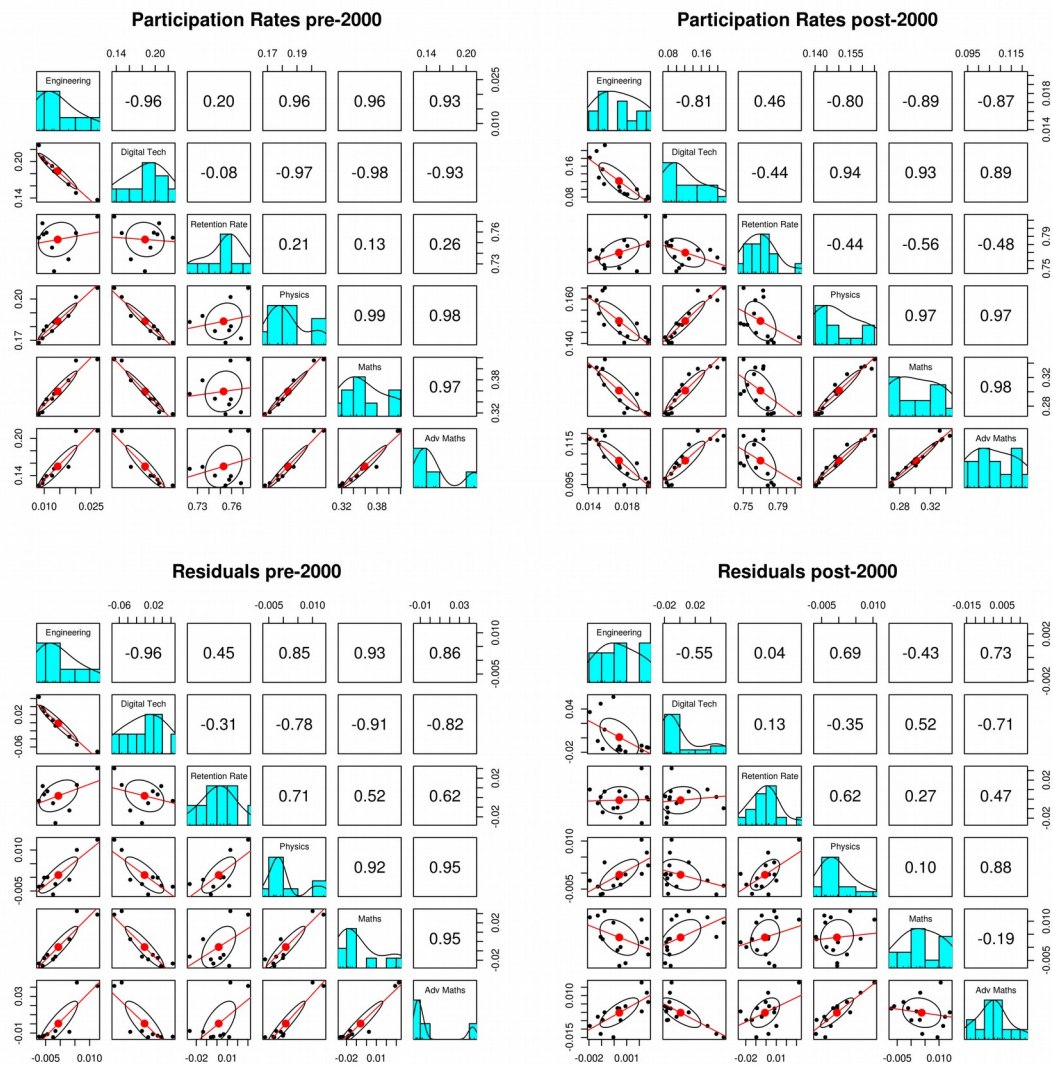 Participation Rates pre-2000
0.14 0.20 0.17 0.19 0.14 0.20
Engineering -0.96 0.20 0.96 0.96 0.93 0.010 0.025
0.14 0.20 Digital Tech -0.08 -0.97 -0.98 -0.93
Retention Rate 0.21 0.13 0.26 0.73 0.76
0.17 0.20 Physics 0.99 0.98
Maths 0.97 0.32 0.38
0.14 0.20 Adv Maths
0.010 0.025 0.73 0.76 0.32 0.38
Participation Rates post-2000
0.08 0.16 0.140 0.155 0.095 0.115
Engineering -0.81 0.46 -0.80 -0.89 -0.87 0.014 0.018
0.08 0.16 Digital Tech -0.44 0.94 0.93 0.89
Retention Rate -0.44 -0.56 -0.48 0.75 0.79
0.140 0.160 Physics 0.97 0.97
Maths 0.98 0.28 0.32
0.095 0.115 Adv Maths
0.014 0.018 0.75 0.79 0.28 0.32
Residuals pre-2000
-0.06 0.02 -0.005 0.010 -0.01 0.03
Engineering -0.96 0.45 0.85 0.93 0.86 -0.005 0.010
-0.06 0.02 Digital Tech -0.31 -0.78 -0.91 -0.82
Retention Rate 0.71 0.52 0.62 -0.02 0.02
-0.005 0.010 Physics 0.92 0.95
Maths 0.95 -0.02 0.02
-0.01 0.03 Adv Maths
-0.005 0.010 -0.02 0.01 -0.02 0.01
Residuals post-2000
-0.02 0.02 -0.005 0.010 -0.015 0.005
Engineering -0.55 0.04 0.69 -0.43 0.73 -0.002 0.002
-0.02 0.04 Digital Tech 0.13 -0.35 0.52 -0.71
Retention Rate 0.62 0.27 0.47 -0.02 0.02
-0.005 0.010 Physics 0.10 0.88
Maths -0.19 -0.005 0.010
-0.015 0.010 Adv Maths
-0.002 0.001 -0.02 0.01 -0.005 0.010